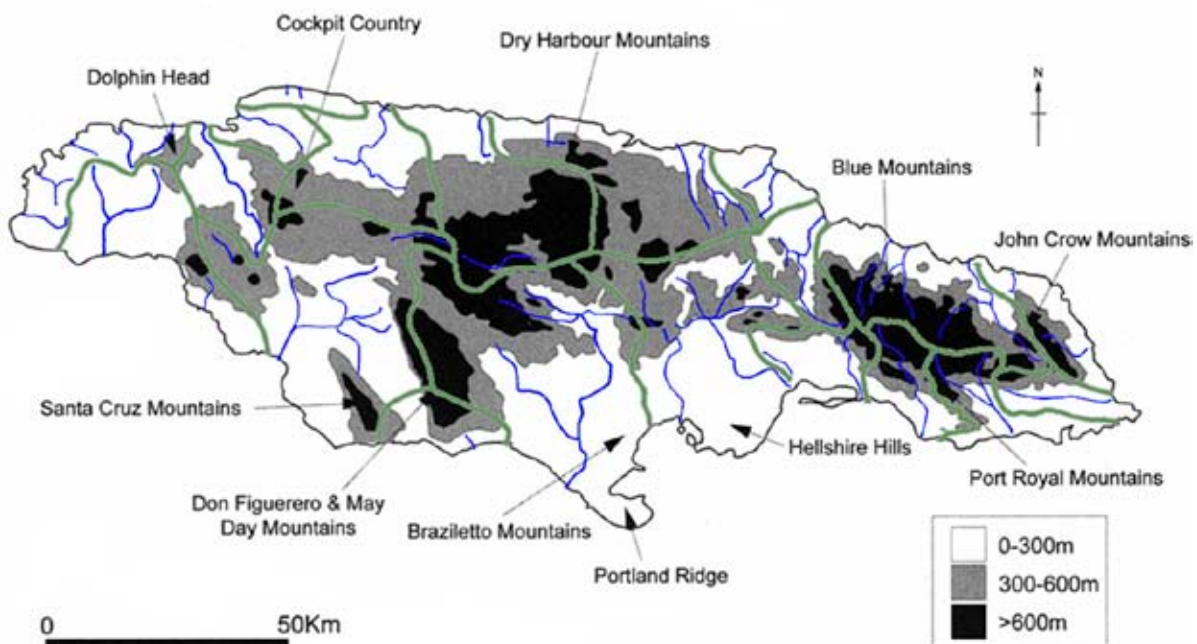 Cockpit Country
Dry Harbour Mountains
Dolphin Head
N
Blue Mountains
John Crow Mountains
Santa Cruz Mountains
Hellshire Hills
Port Royal Mountains
Don Figuerero & May
Day Mountains
Braziletto Mountains
Portland Ridge
0-300m
300-600m
>600m
0 50Km